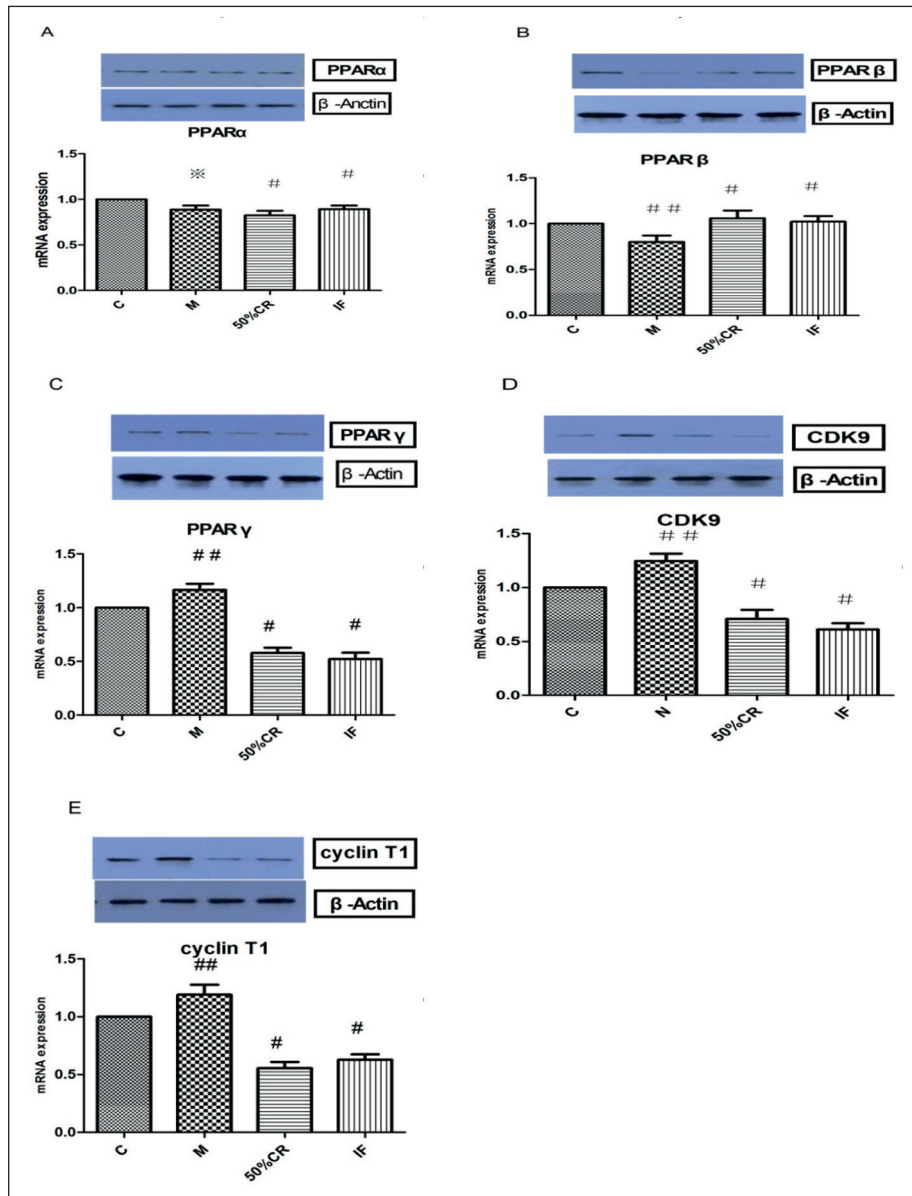 A
PPARα
β -Anctin
PPARα
mRNA expression
1.5
1.0
0.5
0.0
※
#
#
C
M
50%CR
IF
B
PPAR β
β -Actin
PPAR β
mRNA expression
1.5
1.0
0.5
0.0
# #
#
#
C
M
50%CR
IF
C
PPAR γ
β -Actin
PPAR γ
mRNA expression
1.5
1.0
0.5
0.0
# #
#
#
C
M
50%CR
IF
D
CDK9
β -Actin
CDK9
mRNA expression
1.5
1.0
0.5
0.0
# #
#
#
C
N
50%CR
IF
E
cyclin T1
β -Actin
cyclin T1
mRNA expression
1.5
1.0
0.5
0.0
##
#
#
C
M
50%CR
IF